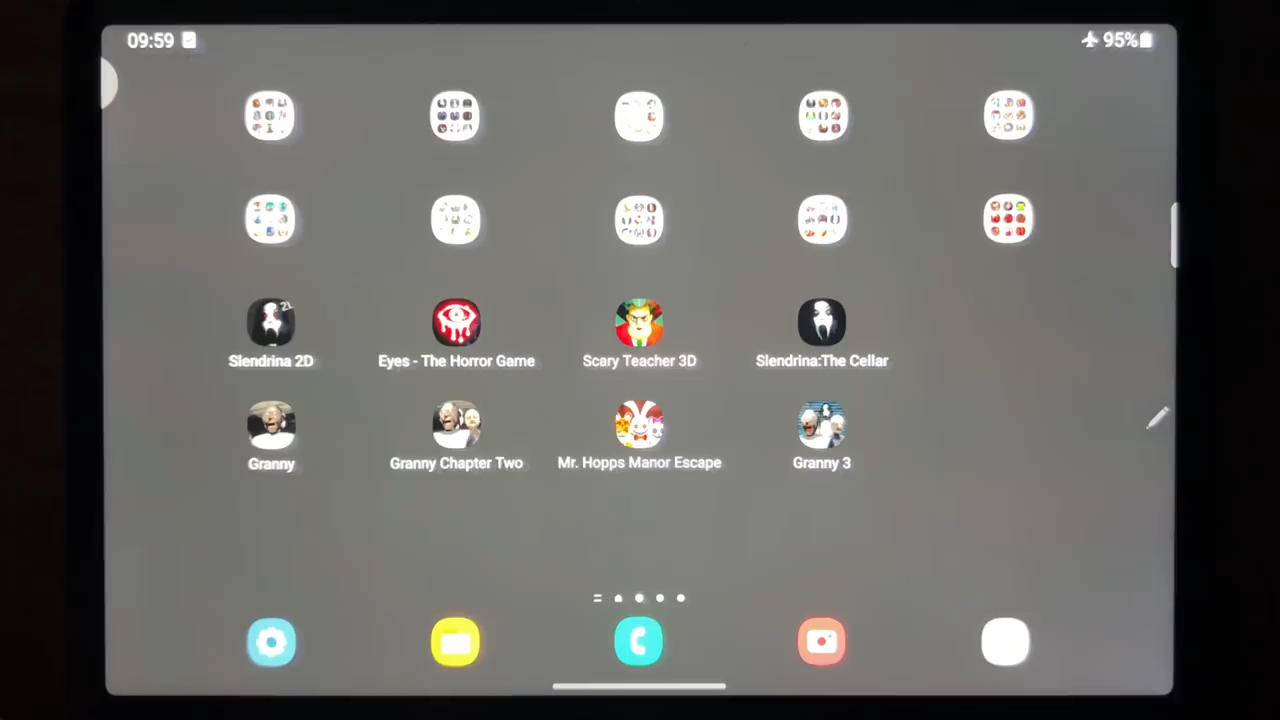 09:59
95%
Slendrina 2D
Eyes - The Horror Game
Scary Teacher 3D
Slendrina:The Cellar
Granny
Granny Chapter Two
Mr. Hopps Manor Escape
Granny 3